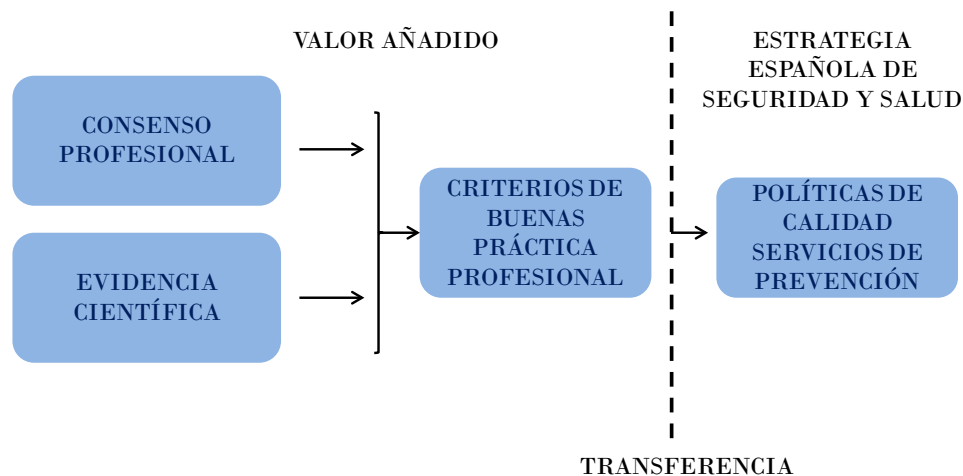 VALOR AÑADIDO
ESTRATEGIA
ESPAÑOLA DE
SEGURIDAD Y SALUD
CONSENSO
PROFESIONAL
EVIDENCIA
CIENTÍFICA
CRITERIOS DE
BUENAS
PRÁCTICA
PROFESIONAL
POLÍTICAS DE
CALIDAD
SERVICIOS DE
PREVENCIÓN
TRANSFERENCIA